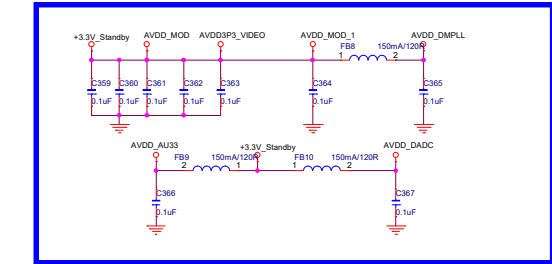 +3.3V_Standby AVDD_MOD AVDD3P3_VIDEO AVDD_MOD_1 AVDD_DMPLL
FB8 150mA/120R
1 2
C359 C360 C361 C362 C363 C364 C365
0.1uF 0.1uF 0.1uF 0.1uF 0.1uF 0.1uF 0.1uF
AVDD_AU33 +3.3V_Standby AVDD_DADC
FB9 150mA/120R FB10 150mA/120R
2 1 1 2
C366 C367
0.1uF 0.1uF